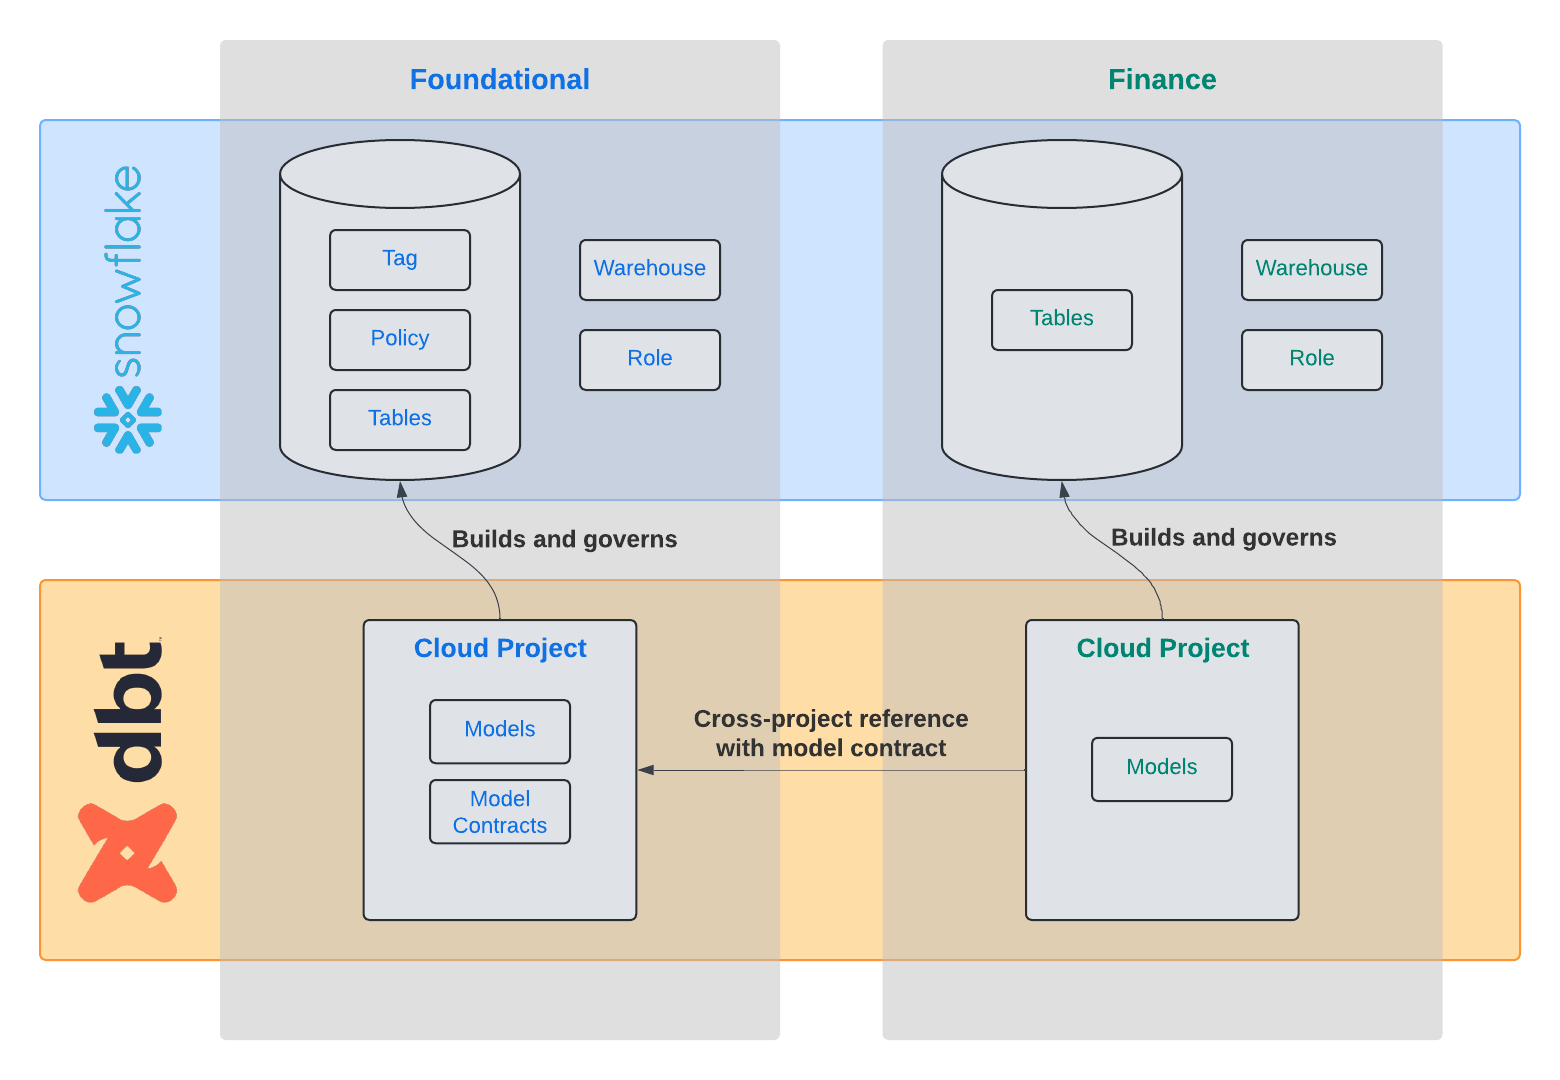 Foundational
Finance
snowflake
Tag
Policy
Tables
Warehouse
Role
Tables
Warehouse
Role
Builds and governs
Builds and governs
dbt
Cloud Project
Models
Model
Contracts
Cross-project reference
with model contract
Cloud Project
Models